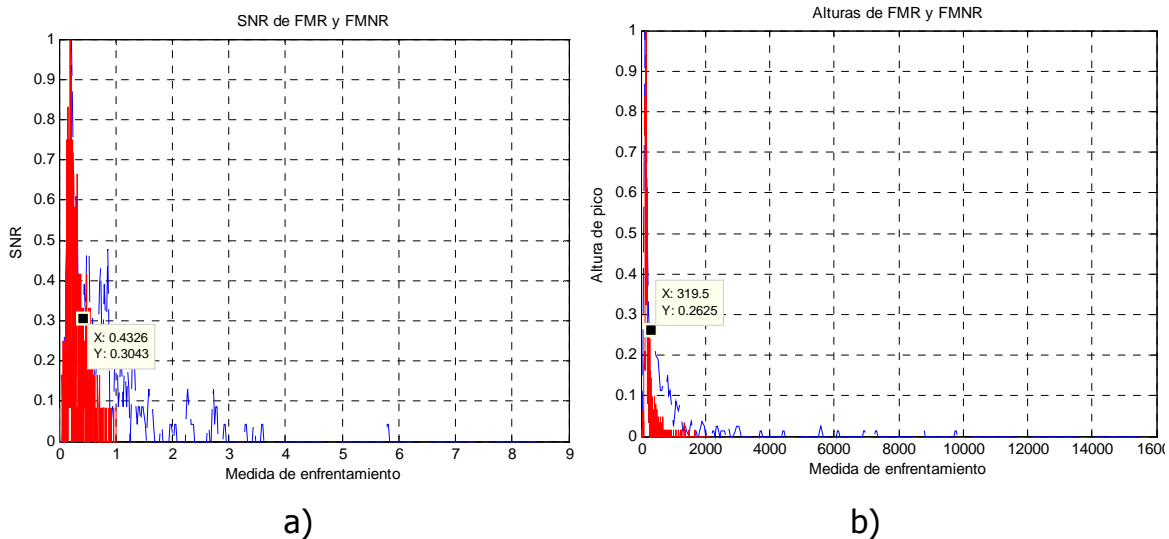 SNR de FMR y FMNR
1
0.9
0.8
0.7
0.6
0.5
0.4
0.3
0.2
0.1
0
SNR
X: 0.4326
Y: 0.3043
0 1 2 3 4 5 6 7 8 9
Medida de enfrentamiento
a)
Alturas de FMR y FMNR
1
0.9
0.8
0.7
0.6
0.5
0.4
0.3
0.2
0.1
0
Altura de pico
X: 319.5
Y: 0.2625
0 2000 4000 6000 8000 10000 12000 14000 1600
Medida de enfrentamiento
b)